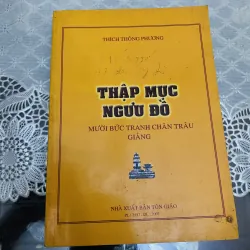 THÍCH THÔNG PHƯƠNG
THẬP MỤC
NGƯU ĐỒ
MƯỜI BỨC TRANH CHĂN TRÂU
GIẢNG
NHÀ XUẤT BẢN TÔN GIÁO